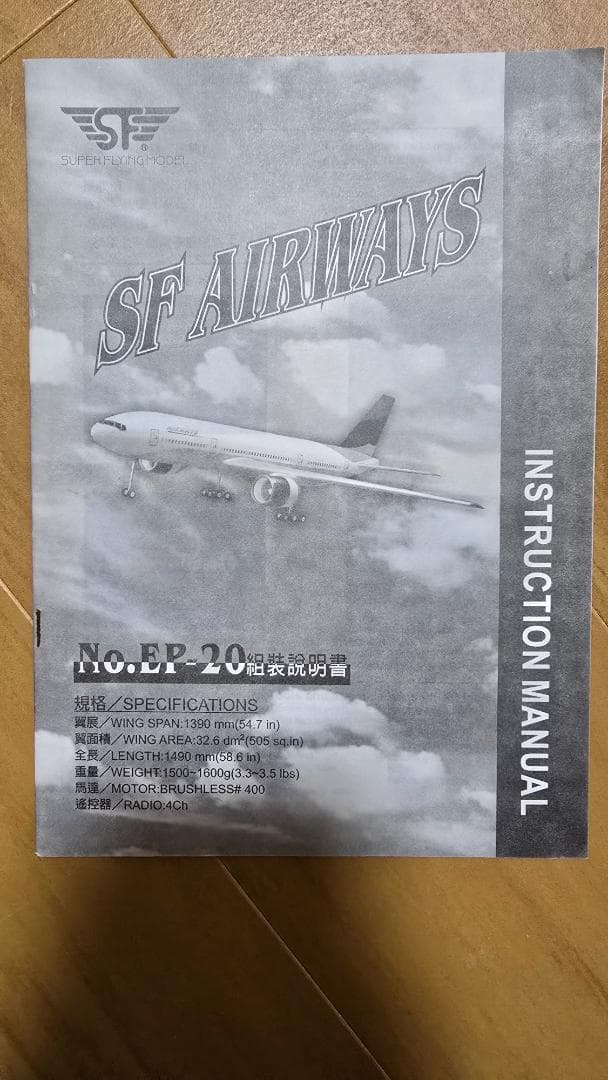 SF®
SUPER FLYING MODEL
SF AIRWAYS
INSTRUCTION MANUAL
No.EP-20組裝說明書
規格／SPECIFICATIONS
翼展／WING SPAN:1390 mm(54.7 in)
翼面積／WING AREA:32.6 dm²(505 sq.in)
全長／LENGTH:1490 mm(58.6 in)
重量／WEIGHT:1500~1600g(3.3~3.5 lbs)
馬達／MOTOR:BRUSHLESS# 400
遙控器／RADIO:4Ch